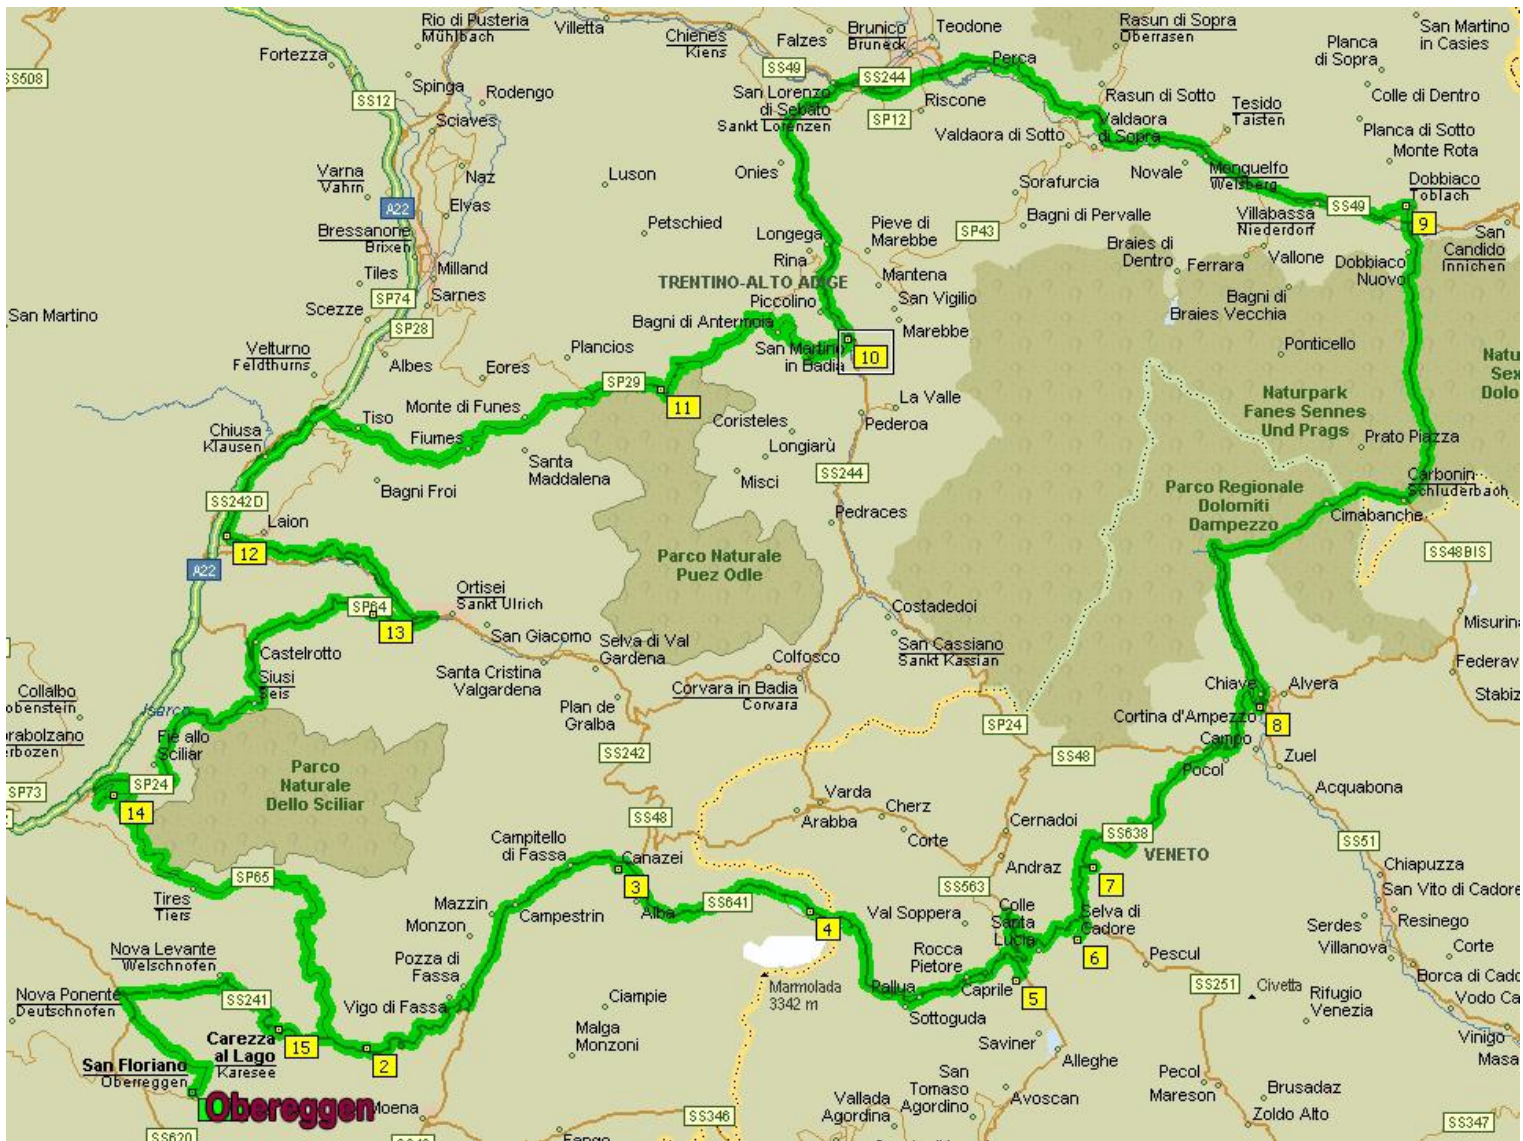 Rio di Pusteria
Mühlbach
Villetta
Chienes
Kiens
Falzes
Brunico
Bruneck
Teodone
Rasun di Sopra
Oberrasen
Planca
di Sopra
San Martino
in Casies
Fortezza
SS508
Spinga
Rodengo
SS12
Sciaves
SS49
SS244
San Lorenzo
di Sebato
Sankt Lorenzen
Perca
Riscone
SP12
Rasun di Sotto
Valdaora di Sotto
Valdaora
di Sopra
Tesido
Taisten
Colle di Dentro
Planca di Sotto
Monte Rota
Varna
Vahrn
Naz
Luson
Onies
Novale
Monguelfo
Welsberg
Dobbiaco
Toblach
A22
Elvas
Bressanone
Brixen
Petschied
Sorafurcia
Bagni di Pervalle
SP43
Villabassa
Niederdorf
SS49
9
San
Candido
Innichen
Longega
Rina
Pieve di
Marebbe
Braies di
Dentro
Ferrara
Vallone
Dobbiaco
Nuovo
Tiles
Milland
Scezze
SP74
Sarnes
TRENTINO-ALTO ADIGE
Mantena
San Vigilio
Marebbe
Bagni di
Braies Vecchia
San Martino
SP28
Piccolino
Bagni di Antermoia
San Martino
in Badia
10
Ponticello
Natu
Sex
Dolo
Velturno
Feldthurns
Albes
Eores
Plancios
SP29
11
La Valle
Pederoa
Naturpark
Fanes Sennes
Und Prags
Prato Piazza
Chiusa
Klausen
Tiso
Monte di Funes
Fiumes
Coristeles
Longiarù
Misci
SS244
Santa
Maddalena
Bagni Froi
Carbonin
Schluderbach
Parco Regionale
Dolomiti
Dampezzo
Cimabanche
SS242D
Laion
12
Pedraces
Parco Naturale
Puez Odle
SS48BIS
A22
Ortisei
Sankt Ulrich
SP64
13
San Giacomo
Selva di Val
Gardena
Costadedoi
San Cassiano
Sankt Kassian
Misurina
Castelrotto
Siusi
Seis
Santa Cristina
Valgardena
Colfosco
Corvara in Badia
Corvara
Federav
Stabiz
Collalbo
obenstein
Isarco
Plan de
Gralba
Chiave
Alvera
Cortina d'Ampezzo
8
SP24
orabolzano
erbozen
Fie allo
Sciliar
SS242
SS48
Campo
Pocol
Zuel
SP73
SP24
14
Parco
Naturale
Dello Sciliar
Acquabona
Varda
Arabba
Cherz
Corte
SS48
Cernadoi
SS638
VENETO
SS51
Campitello
di Fassa
Canazei
3
Andraz
7
Chiapuzza
San Vito di Cadore
Tires
Tiers
SP65
Mazzin
Campestrin
Alba
SS641
4
SS563
Val Soppera
Colle
Santa
Lucia
Selva di
Cadore
6
Resinego
Serdes
Villanova
Corte
Monzon
Nova Levante
Welschnofen
Pozza di
Fassa
Rocca
Pietore
Pescul
Borca di Cado
Nova Ponente
Deutschnofen
SS241
Vigo di Fassa
Ciampie
Marmolada
3342 m
Pallua
Caprile
5
SS251
Civetta
Rifugio
Venezia
Vodo Ca
Sottoguda
Carezza
al Lago
Karesee
15
2
Malga
Monzoni
Saviner
Alleghe
Vinigo
Masa
San Floriano
Oberreggen
Obereggen
Moena
San
Tomaso
Agordino
Vallada
Agordina
Avoscan
Pecol
Mareson
Brusadaz
Zoldo Alto
SS620
SS346
SS347